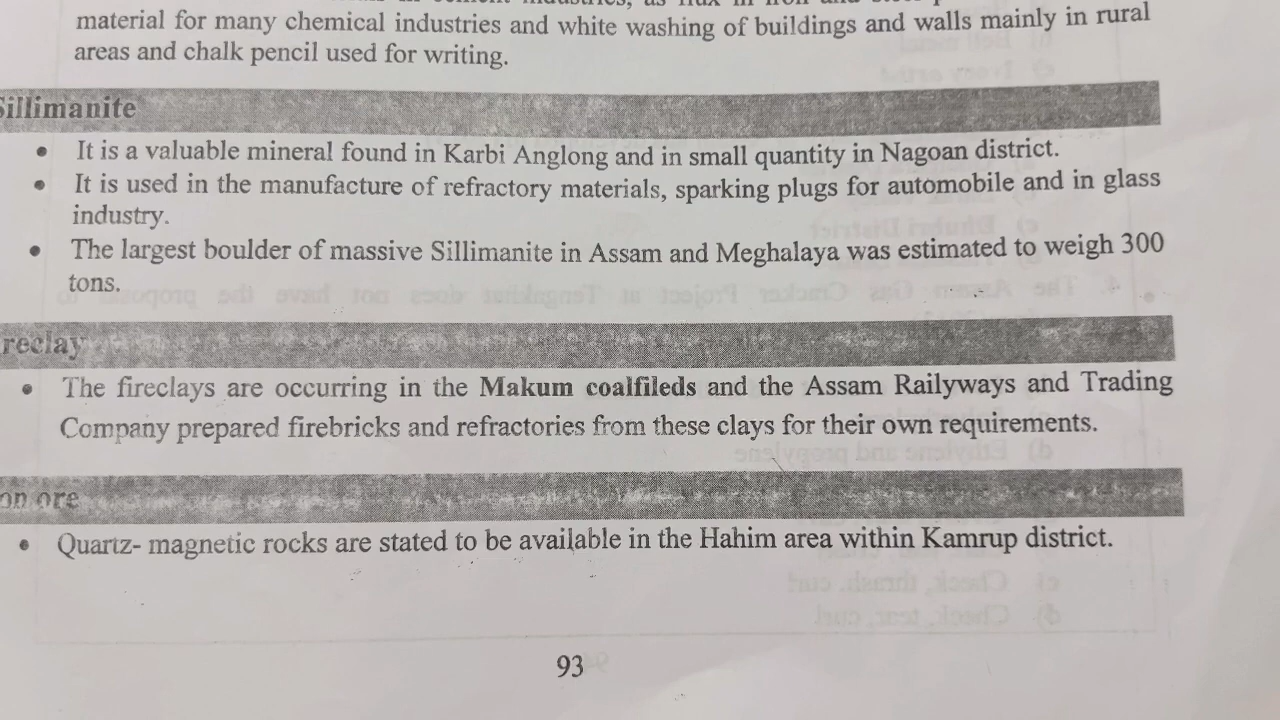 material for many chemical industries and white washing of buildings and walls mainly in rural
areas and chalk pencil used for writing.
Sillimanite
• It is a valuable mineral found in Karbi Anglong and in small quantity in Nagoan district.
• It is used in the manufacture of refractory materials, sparking plugs for automobile and in glass
industry.
• The largest boulder of massive Sillimanite in Assam and Meghalaya was estimated to weigh 300
tons.
reclay
• The fireclays are occurring in the Makum coalfileds and the Assam Railyways and Trading
Company prepared firebricks and refractories from these clays for their own requirements.
on ore
• Quartz- magnetic rocks are stated to be available in the Hahim area within Kamrup district.
93